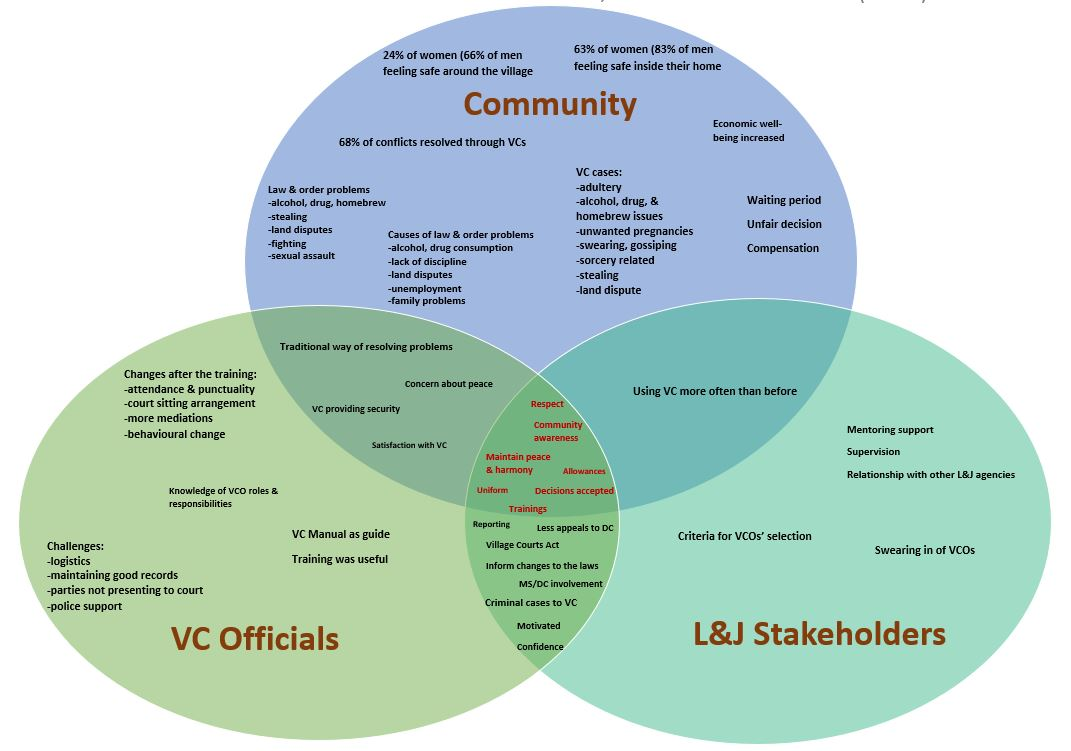 24% of women (66% of men
feeling safe around the village
63% of women (83% of men
feeling safe inside their home
Community
Economic well-
being increased
68% of conflicts resolved through VCs
Law & order problems
-alcohol, drug, homebrew
-stealing
-land disputes
-fighting
-sexual assault
Causes of law & order problems
-alcohol, drug consumption
-lack of discipline
-land disputes
-unemployment
-family problems
VC cases:
-adultery
-alcohol, drug, &
homebrew issues
-unwanted pregnancies
-swearing, gossiping
-sorcery related
-stealing
-land dispute
Waiting period
Unfair decision
Compensation
Traditional way of resolving problems
Concern about peace
VC providing security
Satisfaction with VC
Using VC more often than before
Respect
Community
awareness
Maintain peace
& harmony
Allowances
Uniform
Decisions accepted
Trainings
Reporting
Less appeals to DC
Village Courts Act
Inform changes to the laws
MS/DC involvement
Criminal cases to VC
Motivated
Confidence
Changes after the training:
-attendance & punctuality
-court sitting arrangement
-more mediations
-behavioural change
Knowledge of VCO roles &
responsibilities
VC Manual as guide
Training was useful
Challenges:
-logistics
-maintaining good records
-parties not presenting to court
-police support
VC Officials
Mentoring support
Supervision
Relationship with other L&J agencies
Criteria for VCOs' selection
Swearing in of VCOs
L&J Stakeholders